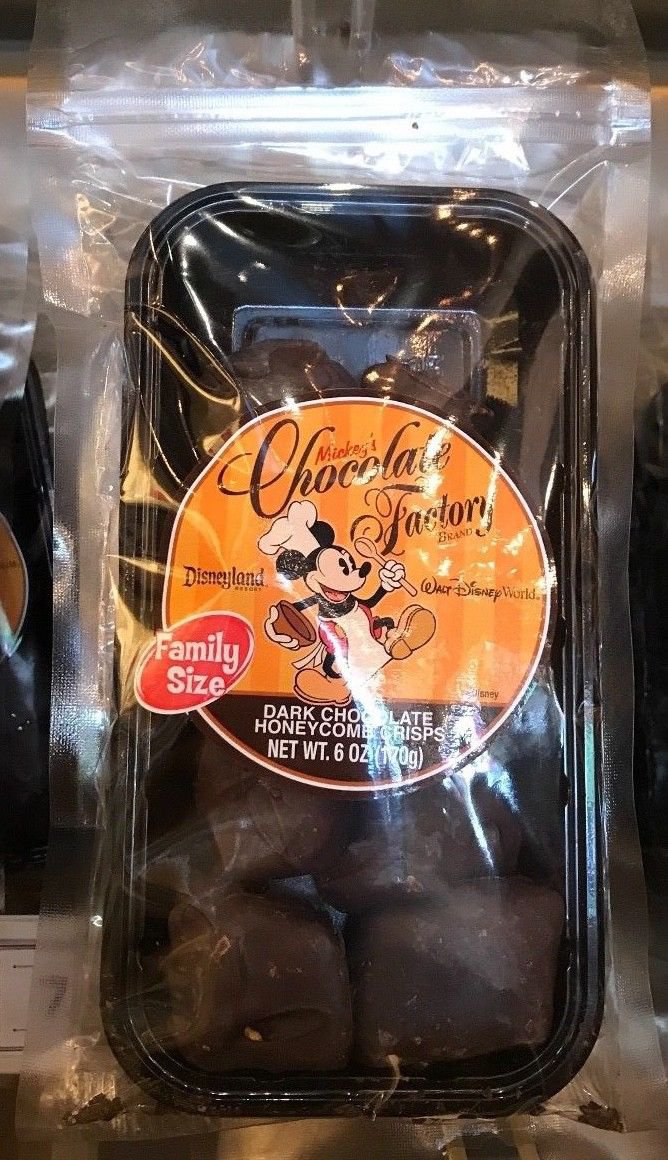 Mickey's
Chocolate
Factory
BRAND
Disneyland
RESORT
WALT DISNEY World
Family
Size
isney
DARK CHOCOLATE
HONEYCOMB CRISPS
NET WT. 6 OZ (170g)